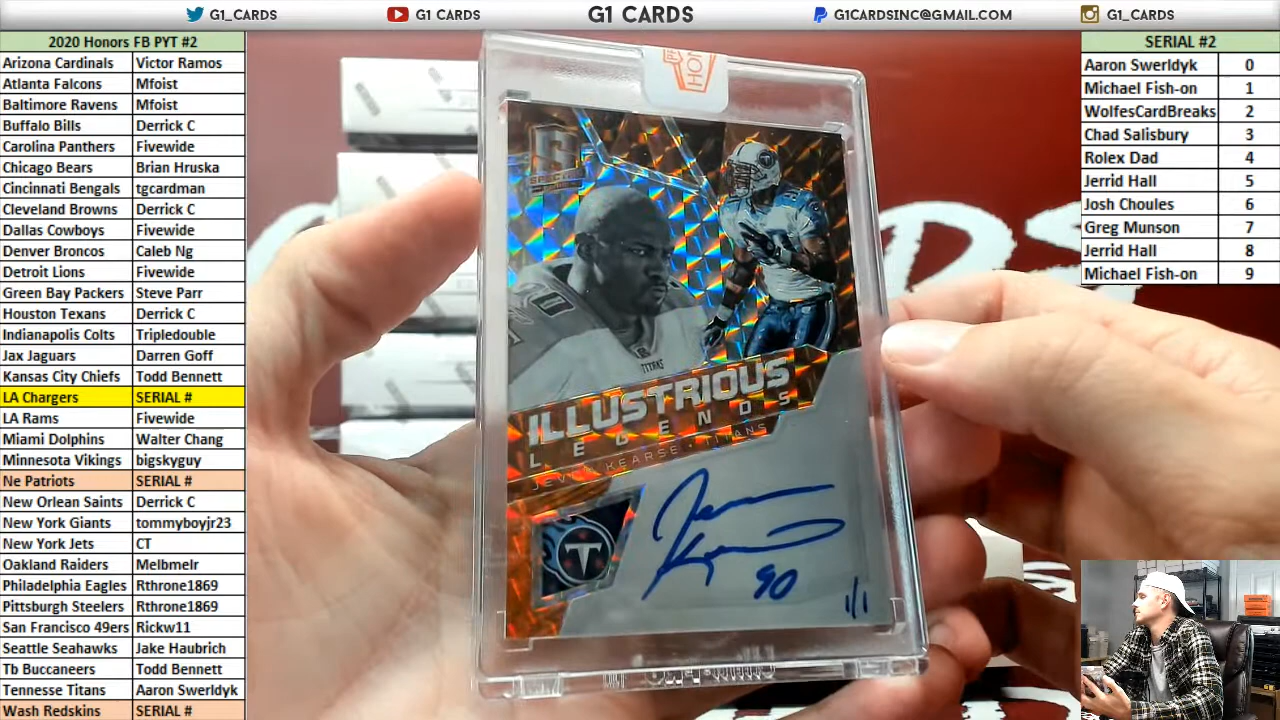 G1_CARDS G1 CARDS G1 CARDS G1CARDSINC@GMAIL.COM G1_CARDS
2020 Honors FB PYT #2
Arizona Cardinals Victor Ramos
Atlanta Falcons Mfoist
Baltimore Ravens Mfoist
Buffalo Bills Derrick C
Carolina Panthers Fivewide
Chicago Bears Brian Hruska
Cincinnati Bengals tgcardman
Cleveland Browns Derrick C
Dallas Cowboys Fivewide
Denver Broncos Caleb Ng
Detroit Lions Fivewide
Green Bay Packers Steve Parr
Houston Texans Derrick C
Indianapolis Colts Tripledouble
Jax Jaguars Darren Goff
Kansas City Chiefs Todd Bennett
LA Chargers SERIAL #
LA Rams Fivewide
Miami Dolphins Walter Chang
Minnesota Vikings bigskyguy
Ne Patriots SERIAL #
New Orlean Saints Derrick C
New York Giants tommyboyjr23
New York Jets CT
Oakland Raiders Melbmelr
Philadelphia Eagles Rthrone1869
Pittsburgh Steelers Rthrone1869
San Francisco 49ers Rickw11
Seattle Seahawks Jake Haubrich
Tb Buccaneers Todd Bennett
Tennesse Titans Aaron Swerldyk
Wash Redskins SERIAL #
TITANS
ILLUSTRIOUS
LEGENDS
JEVON KEARSE • TITANS
T
90
1/1
SERIAL #2
Aaron Swerldyk 0
Michael Fish-on 1
WolfesCardBreaks 2
Chad Salisbury 3
Rolex Dad 4
Jerrid Hall 5
Josh Choules 6
Greg Munson 7
Jerrid Hall 8
Michael Fish-on 9